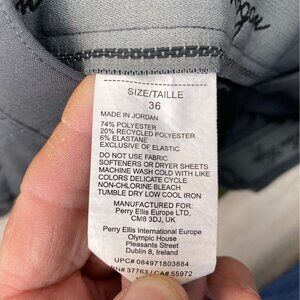 SIZE/TAILLE
36
MADE IN JORDAN
74% POLYESTER
20% RECYCLED POLYESTER
6% ELASTANE
EXCLUSIVE OF ELASTIC
DO NOT USE FABRIC
SOFTENERS OR DRYER SHEETS
MACHINE WASH COLD WITH LIKE
COLORS DELICATE CYCLE
NON-CHLORINE BLEACH
TUMBLE DRY LOW COOL IRON
MANUFACTURED FOR:
Perry Ellis Europe LTD,
CM8 3DJ, UK
Perry Ellis International Europe
Olympic House
Pleasants Street
Dublin 8, Ireland
UPC# 084971803884
RN# 37763 / CA# 55972